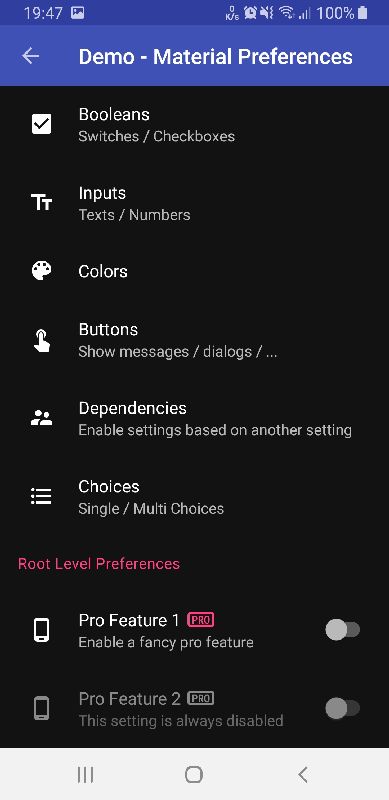 19:47
0
K/s
100%
Demo - Material Preferences
Booleans
Switches / Checkboxes
Inputs
Texts / Numbers
Colors
Buttons
Show messages / dialogs / ...
Dependencies
Enable settings based on another setting
Choices
Single / Multi Choices
Root Level Preferences
Pro Feature 1 PRO
Enable a fancy pro feature
Pro Feature 2 PRO
This setting is always disabled